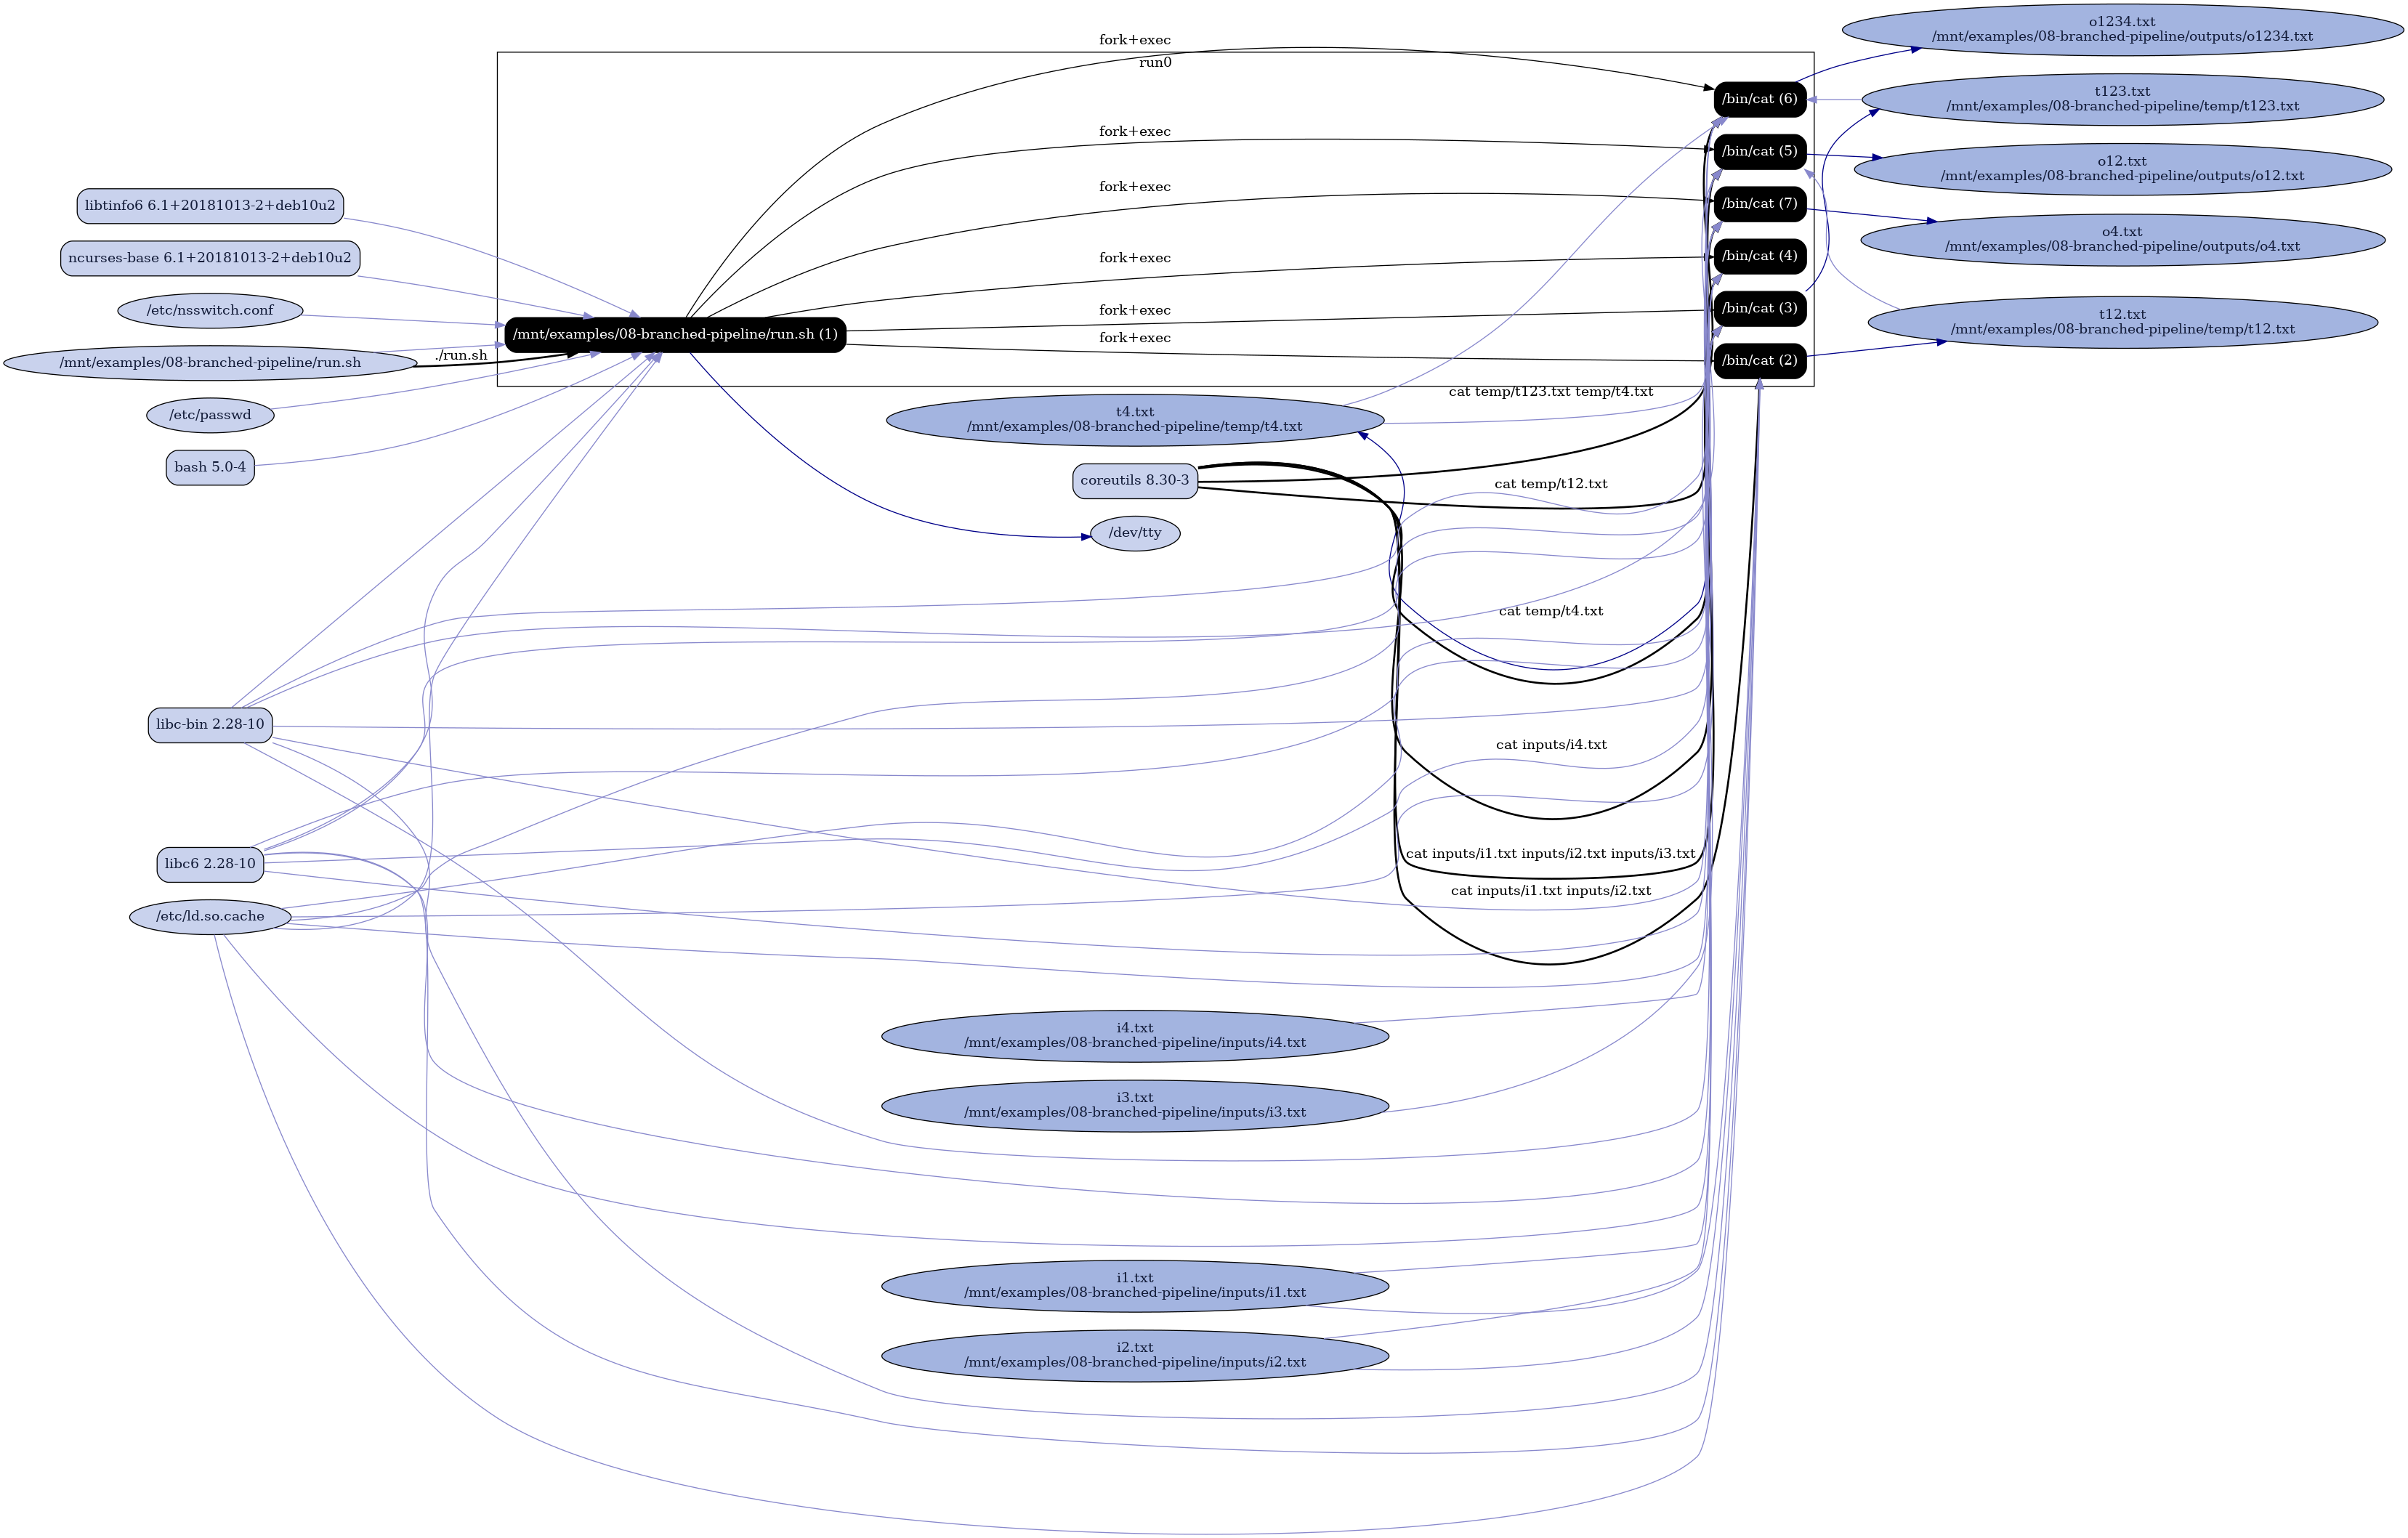 o1234.txt
/mnt/examples/08-branched-pipeline/outputs/o1234.txt
fork+exec
run0
t123.txt
/mnt/examples/08-branched-pipeline/temp/t123.txt
/bin/cat (6)
fork+exec
/bin/cat (5)
o12.txt
/mnt/examples/08-branched-pipeline/outputs/o12.txt
fork+exec
libtinfo6 6.1+20181013-2+deb10u2
/bin/cat (7)
o4.txt
/mnt/examples/08-branched-pipeline/outputs/o4.txt
ncurses-base 6.1+20181013-2+deb10u2
fork+exec
/bin/cat (4)
/etc/nsswitch.conf
fork+exec
/bin/cat (3)
t12.txt
/mnt/examples/08-branched-pipeline/temp/t12.txt
/mnt/examples/08-branched-pipeline/run.sh (1)
fork+exec
/bin/cat (2)
./run.sh
/mnt/examples/08-branched-pipeline/run.sh
cat temp/t123.txt temp/t4.txt
/etc/passwd
t4.txt
/mnt/examples/08-branched-pipeline/temp/t4.txt
bash 5.0-4
coreutils 8.30-3
cat temp/t12.txt
/dev/tty
cat temp/t4.txt
libc-bin 2.28-10
cat inputs/i4.txt
cat inputs/i1.txt inputs/i2.txt inputs/i3.txt
libc6 2.28-10
cat inputs/i1.txt inputs/i2.txt
/etc/ld.so.cache
i4.txt
/mnt/examples/08-branched-pipeline/inputs/i4.txt
i3.txt
/mnt/examples/08-branched-pipeline/inputs/i3.txt
i1.txt
/mnt/examples/08-branched-pipeline/inputs/i1.txt
i2.txt
/mnt/examples/08-branched-pipeline/inputs/i2.txt